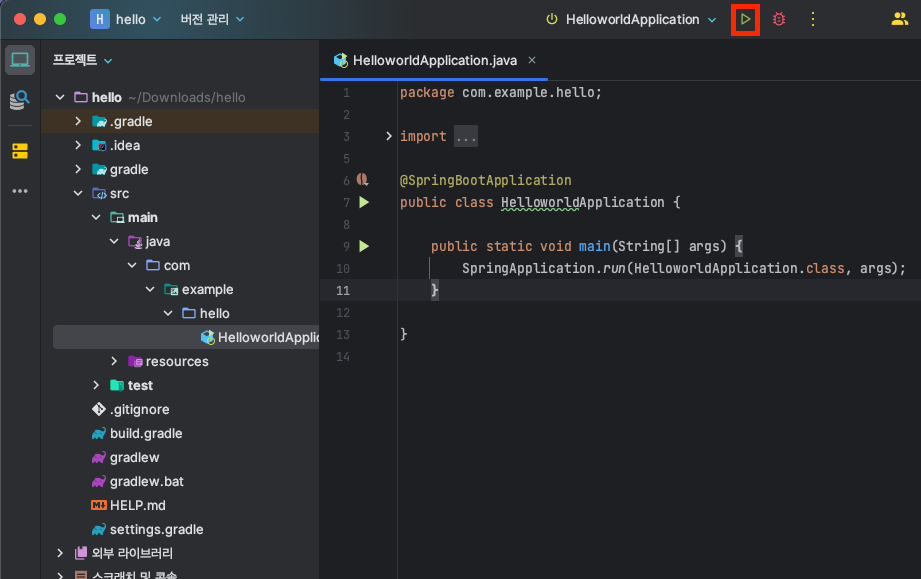 H hello 버전 관리 HelloworldApplication
프로젝트
HelloworldApplication.java
hello ~/Downloads/hello
.gradle
.idea
gradle
src
main
java
com
example
hello
HelloworldApplic
resources
test
.gitignore
build.gradle
gradlew
gradlew.bat
HELP.md
settings.gradle
외부 라이브러리
스크래치 및 콘솔
1 package com.example.hello;
2
3 import ...
5
6 @SpringBootApplication
7 public class HelloworldApplication {
8
9 public static void main(String[] args) {
10 SpringApplication.run(HelloworldApplication.class, args);
11 }
12
13 }
14